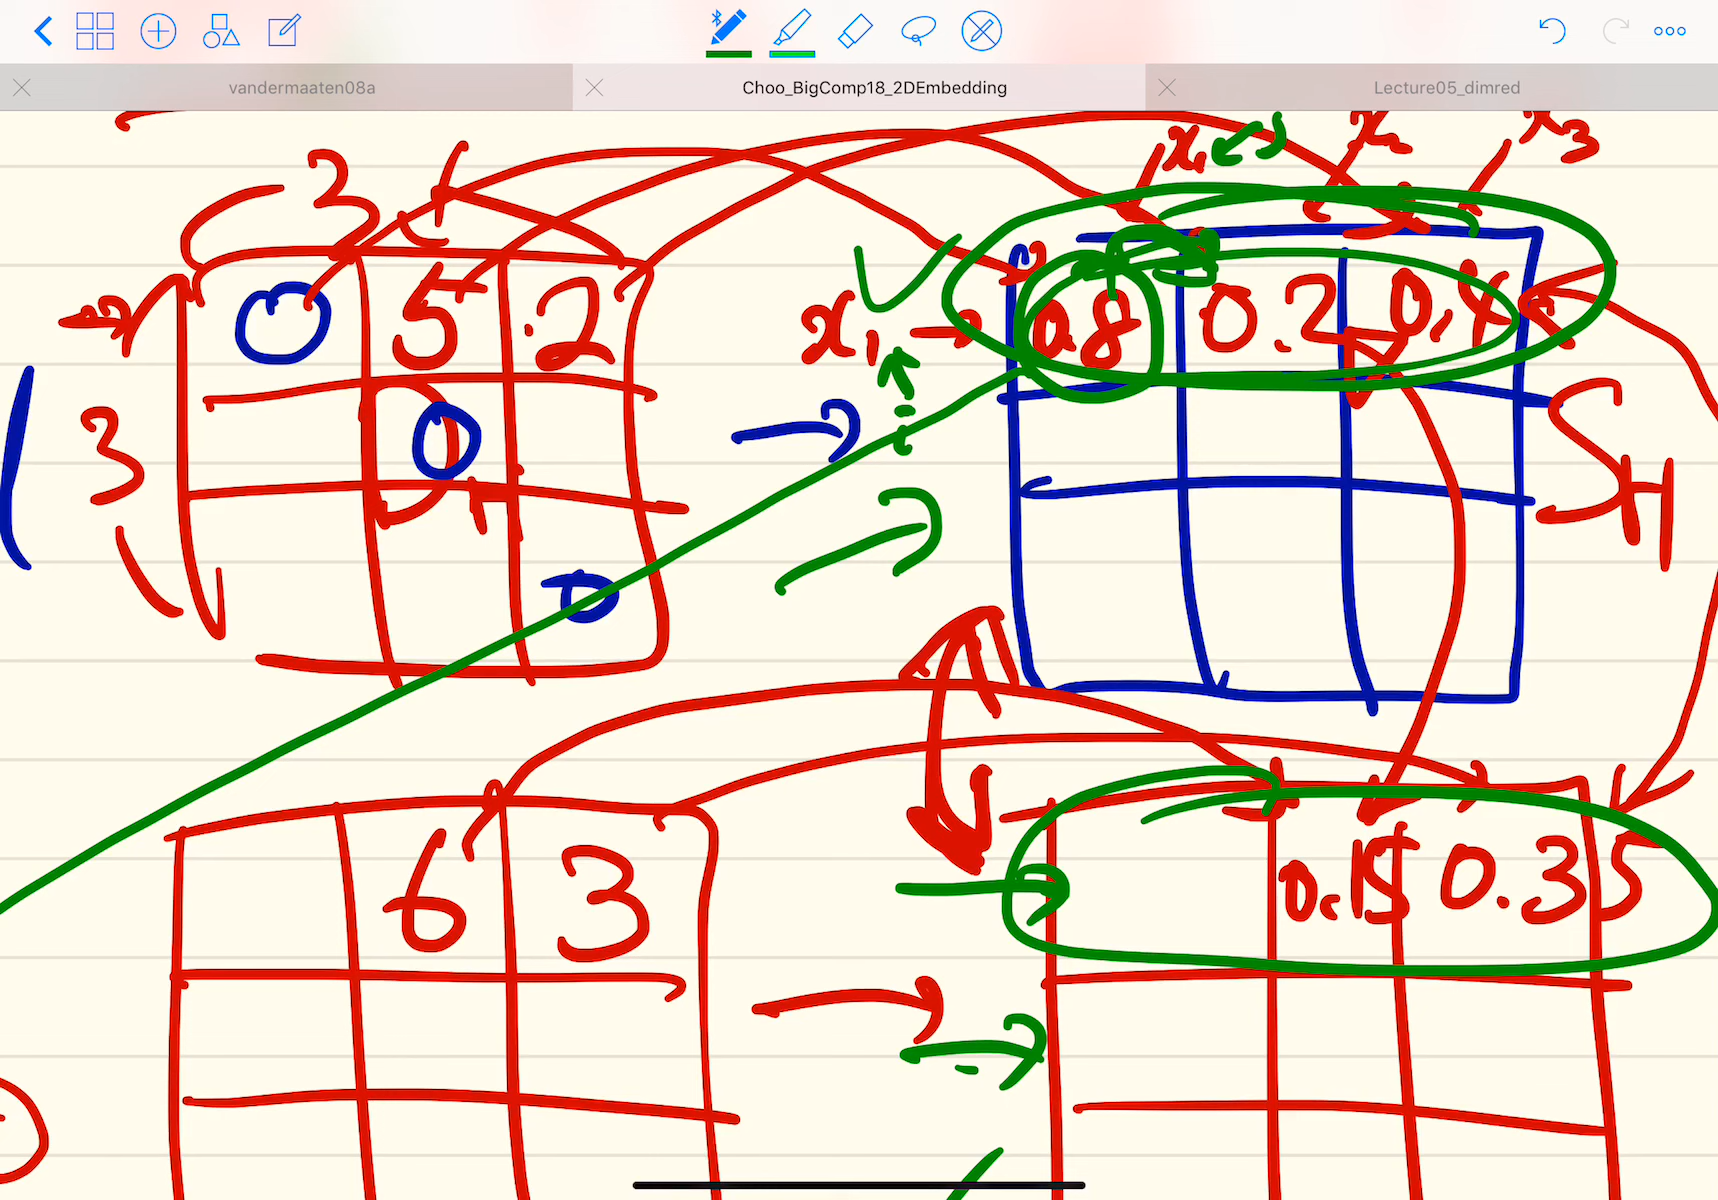 vandermaaten08a Choo_BigComp18_2DEmbedding Lecture05_dimred
x₁ x₂ x₃
3
0 5 2
x₁ → 0.8 0.2 0.4
3 0
0
6 3
0.15 0.35